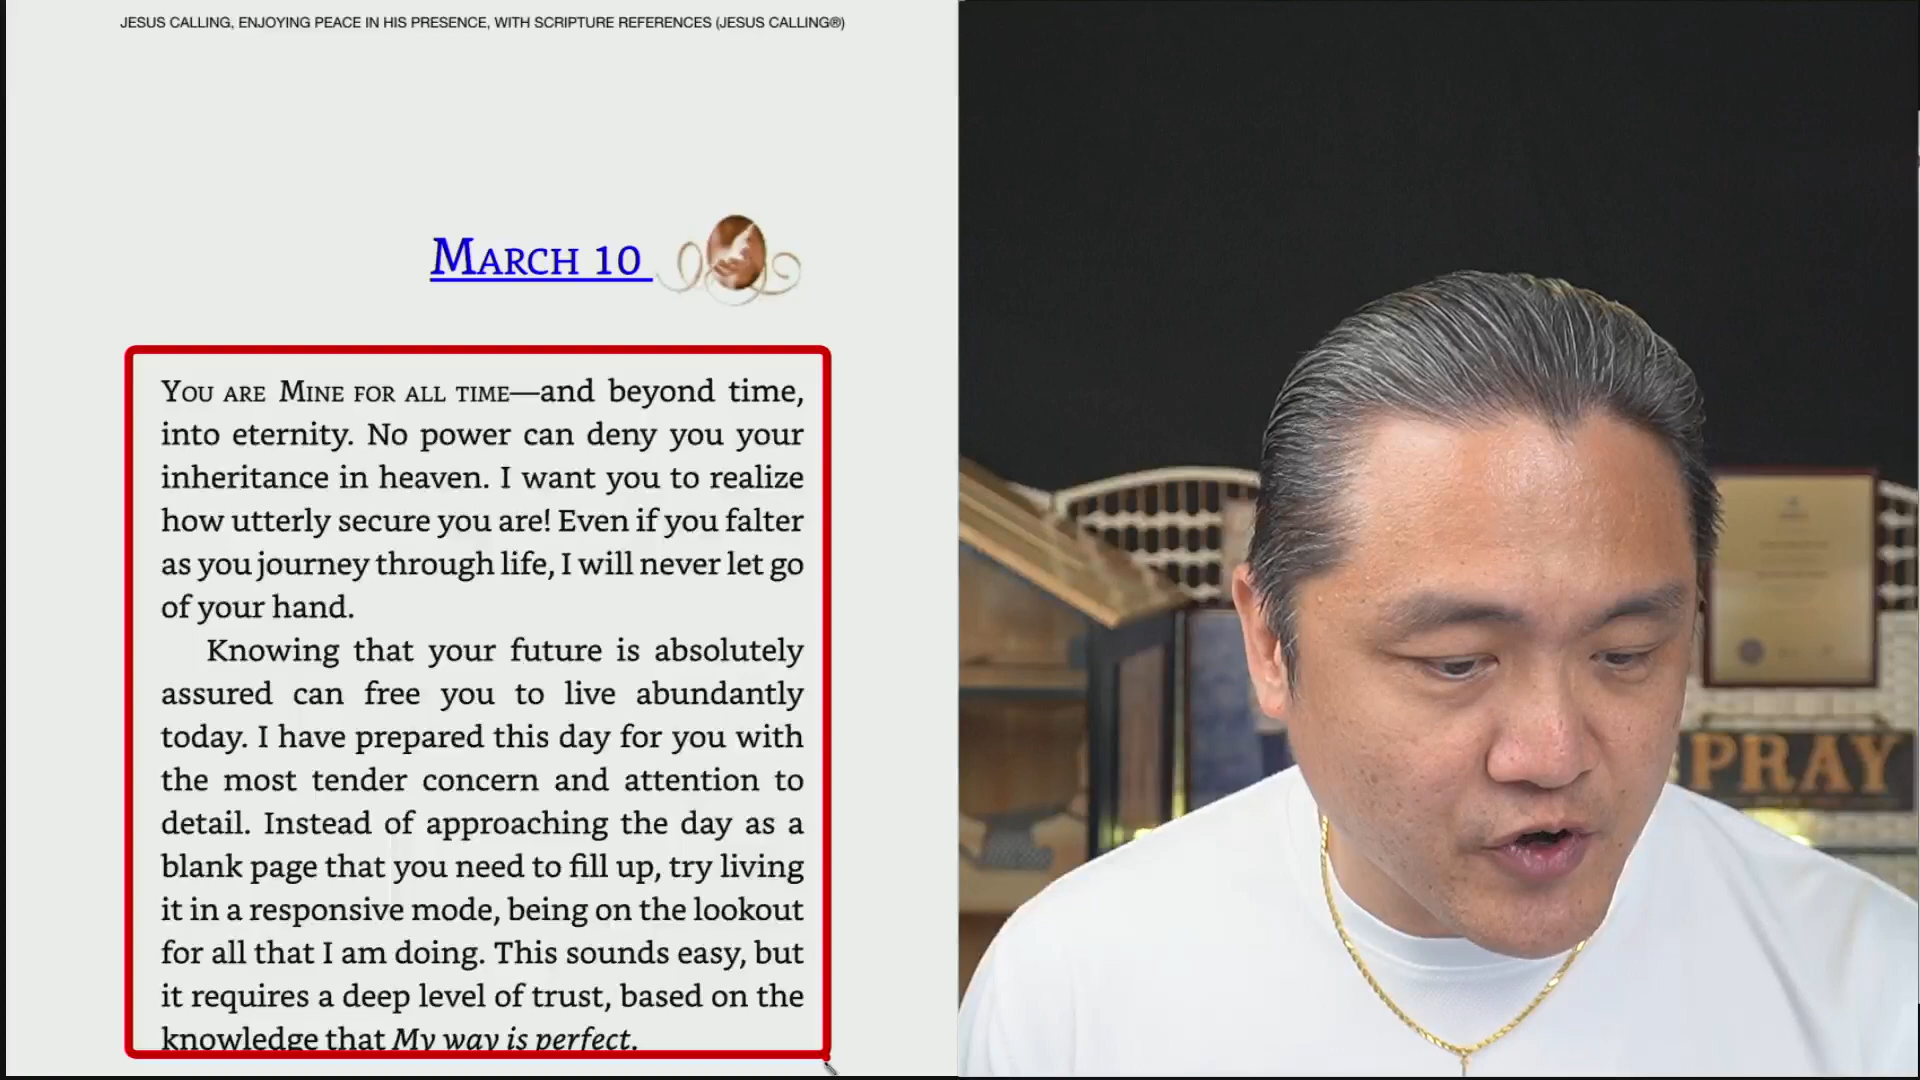 JESUS CALLING, ENJOYING PEACE IN HIS PRESENCE, WITH SCRIPTURE REFERENCES (JESUS CALLING®)
MARCH 10
YOU ARE MINE FOR ALL TIME—and beyond time,
into eternity. No power can deny you your
inheritance in heaven. I want you to realize
how utterly secure you are! Even if you falter
as you journey through life, I will never let go
of your hand.
Knowing that your future is absolutely
assured can free you to live abundantly
today. I have prepared this day for you with
the most tender concern and attention to
detail. Instead of approaching the day as a
blank page that you need to fill up, try living
it in a responsive mode, being on the lookout
for all that I am doing. This sounds easy, but
it requires a deep level of trust, based on the
knowledge that My way is perfect.
PRAY